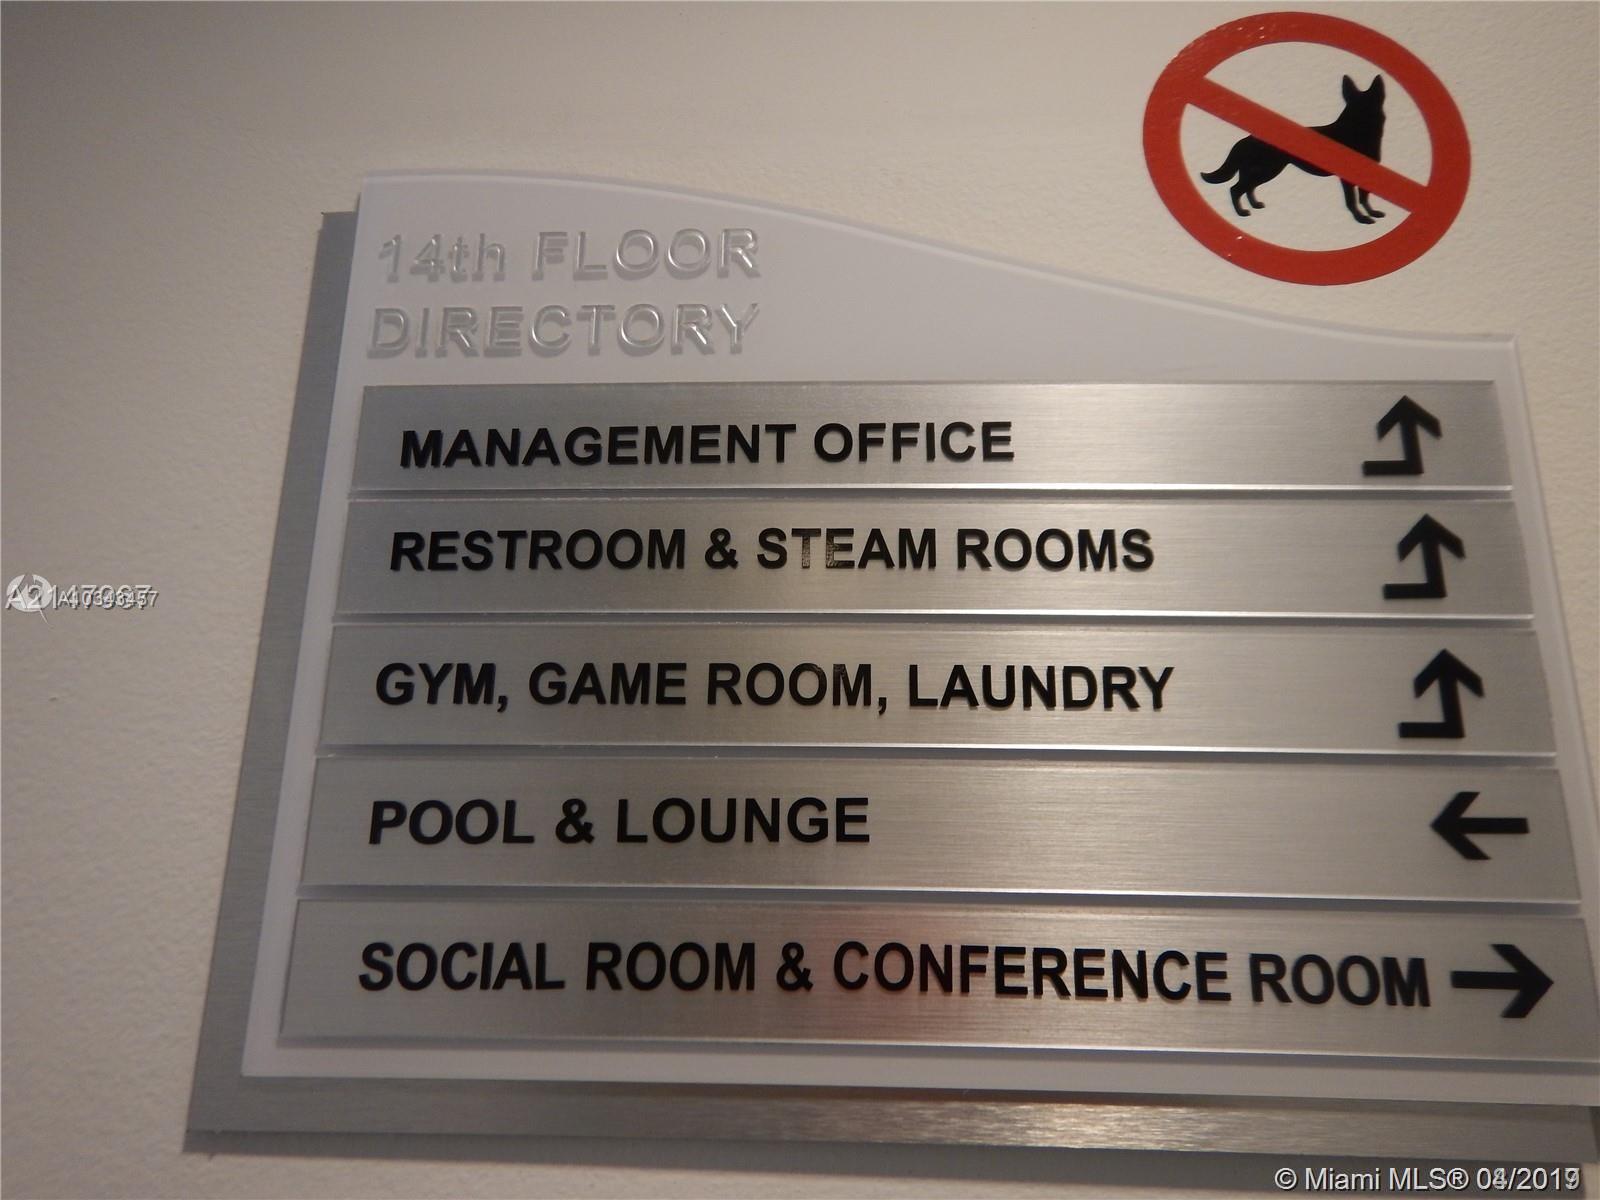 14th FLOOR
DIRECTORY
MANAGEMENT OFFICE
RESTROOM & STEAM ROOMS
GYM, GAME ROOM, LAUNDRY
POOL & LOUNGE
SOCIAL ROOM & CONFERENCE ROOM
© Miami MLS®